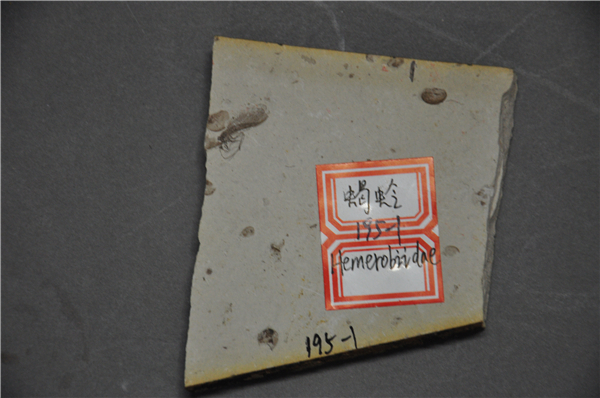 蝎蛉
195-1
Hemerobiidae
195-1